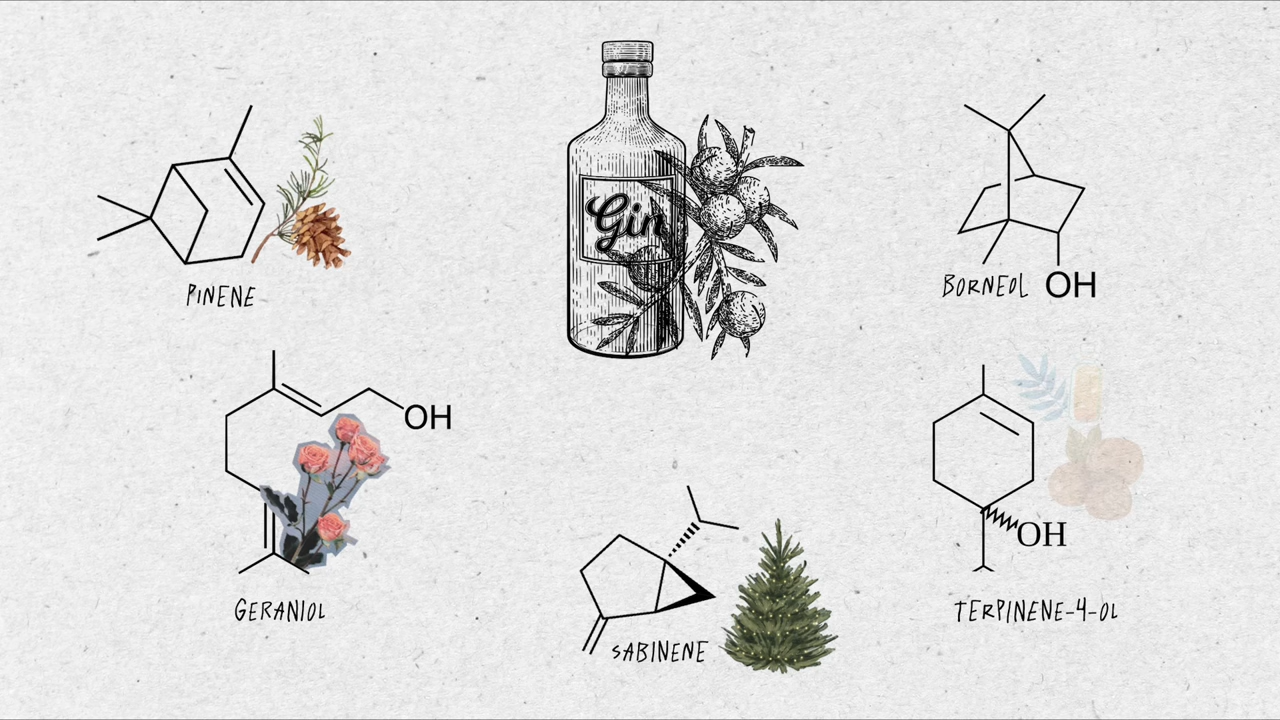 Gin
PINENE
BORNEOL OH
OH
OH
GERANIOL
TERPINENE-4-OL
SABINENE